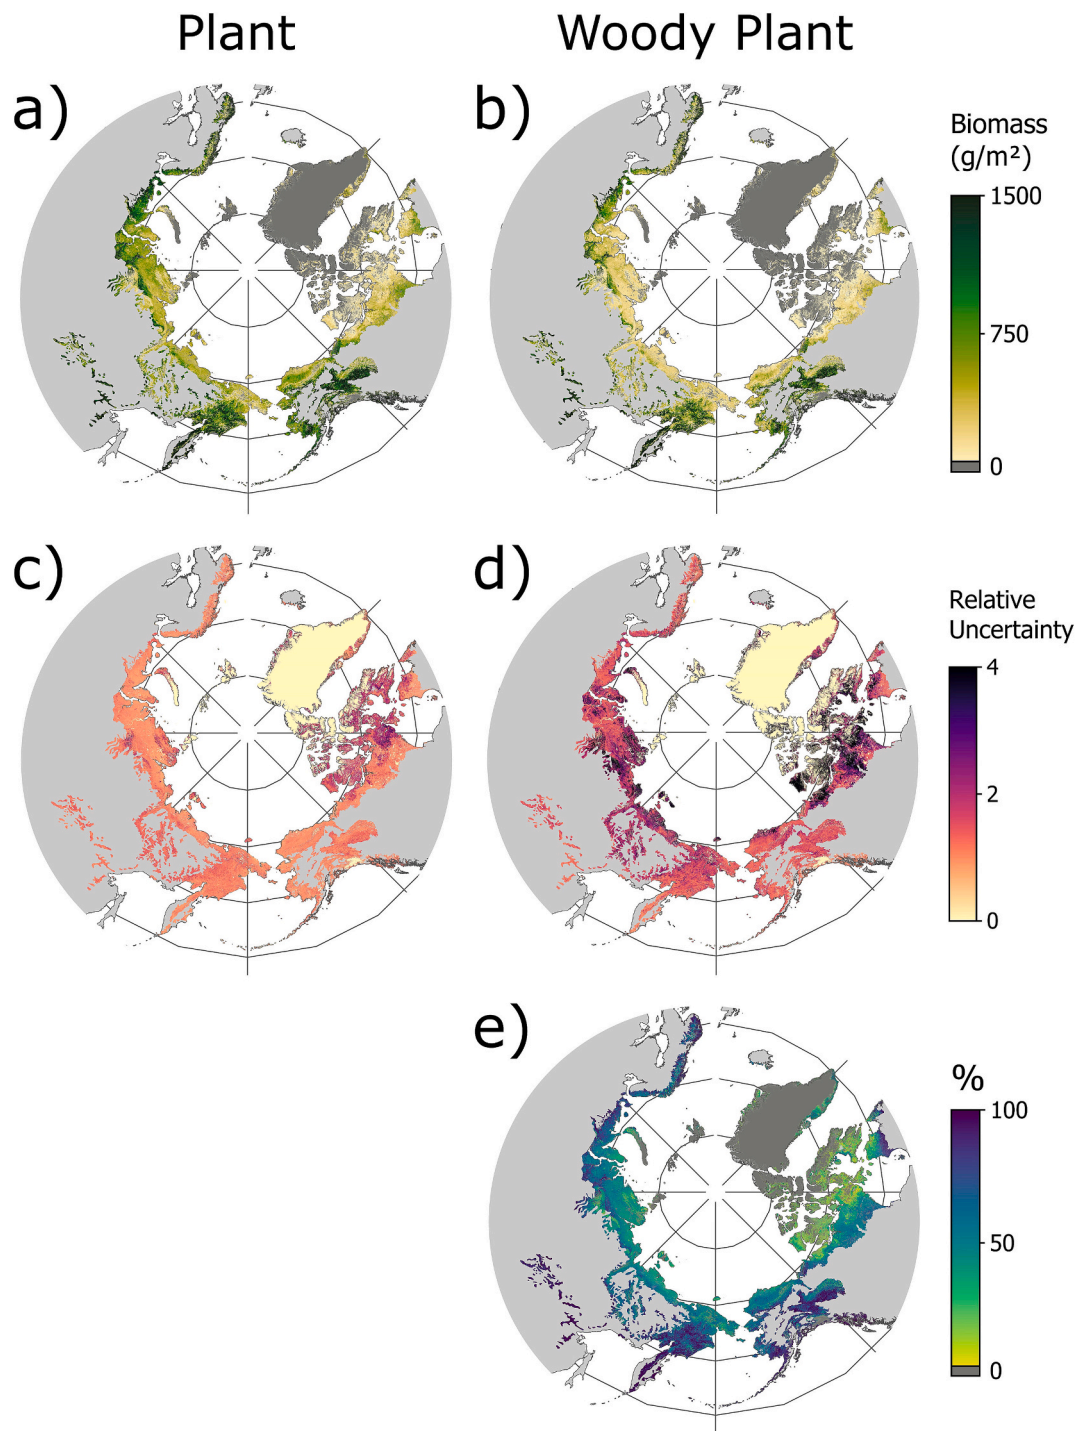 Plant
Woody Plant
a)
b)
Biomass
(g/m²)
1500
750
0
c)
d)
Relative
Uncertainty
4
2
0
e)
%
100
50
0